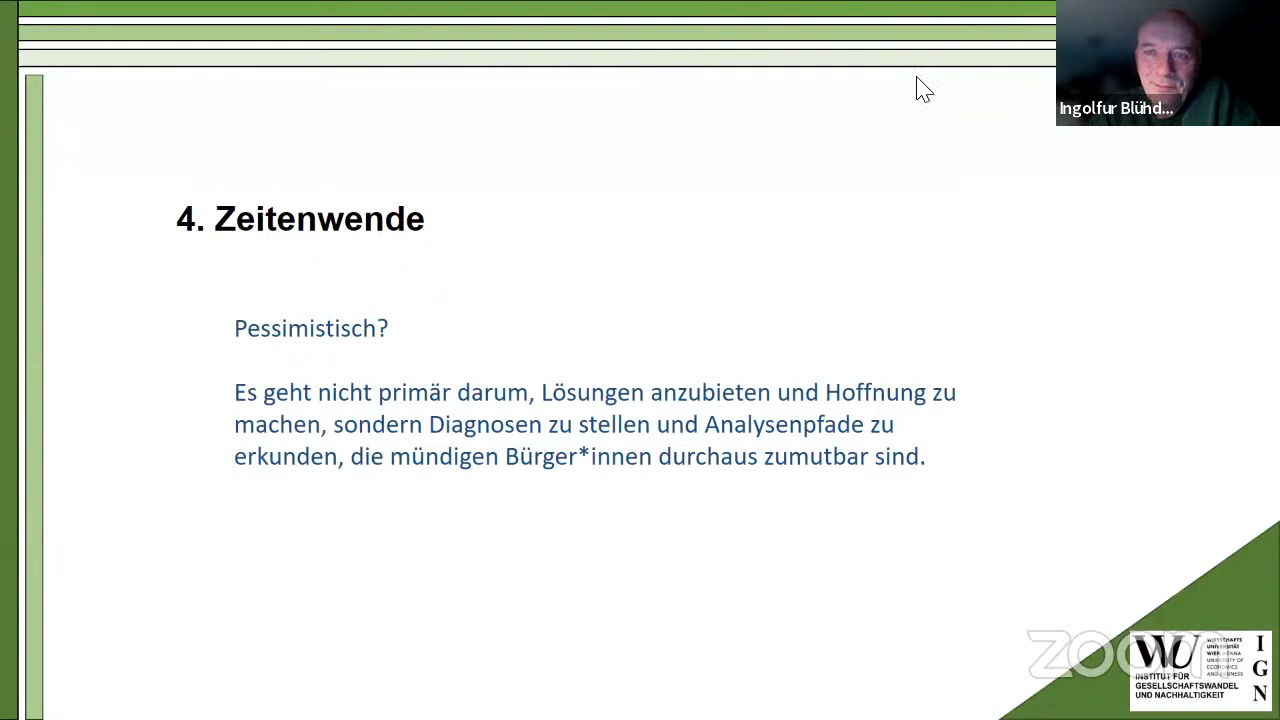 Ingolfur Blühd...
4. Zeitenwende
Pessimistisch?
Es geht nicht primär darum, Lösungen anzubieten und Hoffnung zu
machen, sondern Diagnosen zu stellen und Analysenpfade zu
erkunden, die mündigen Bürger*innen durchaus zumutbar sind.
zoom
WU
WIRTSCHAFTS
UNIVERSITÄT
WIEN VIENNA
UNIVERSITY OF
ECONOMICS
AND BUSINESS
INSTITUT FÜR
GESELLSCHAFTSWANDEL
UND NACHHALTIGKEIT
I
G
N